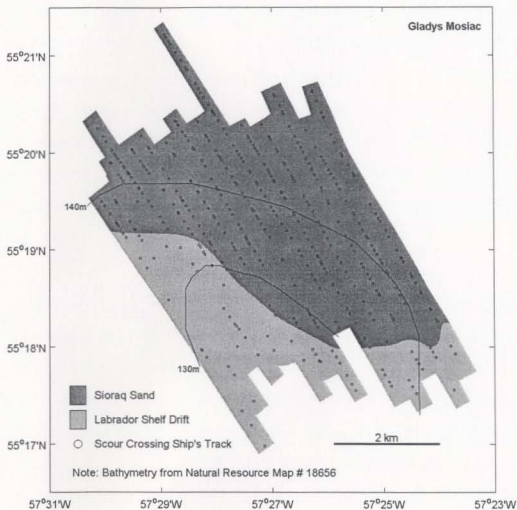 Gladys Mosiac
55°21'N
55°20'N
55°19'N
55°18'N
55°17'N
140m
130m
Sioraq Sand
Labrador Shelf Drift
Scour Crossing Ship's Track
2 km
Note: Bathymetry from Natural Resource Map # 18656
57°31'W
57°29'W
57°27'W
57°25'W
57°23'W